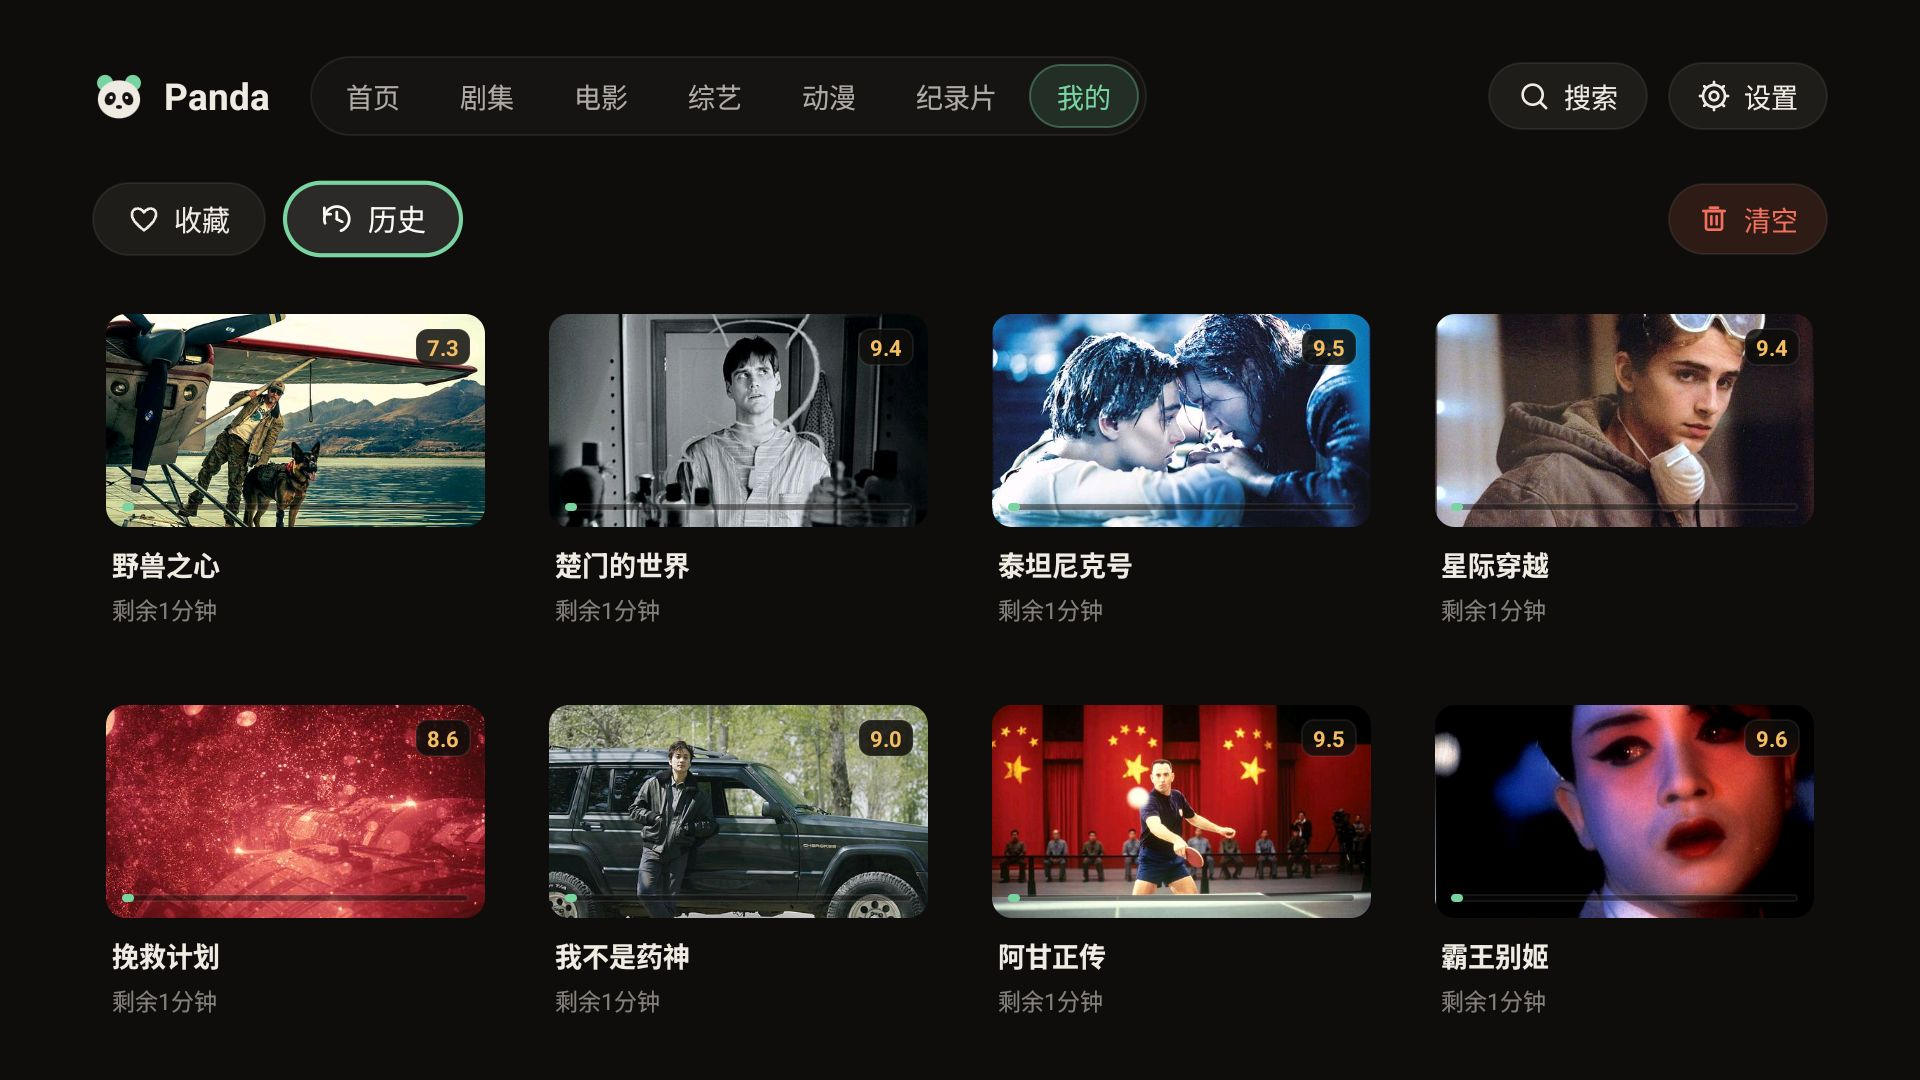 Panda
首页
剧集
电影
综艺
动漫
纪录片
我的
搜索
设置
收藏
历史
清空
7.3
9.4
9.5
9.4
野兽之心
楚门的世界
泰坦尼克号
星际穿越
剩余1分钟
剩余1分钟
剩余1分钟
剩余1分钟
8.6
9.0
9.5
9.6
CHEROKEE
挽救计划
我不是药神
阿甘正传
霸王别姬
剩余1分钟
剩余1分钟
剩余1分钟
剩余1分钟